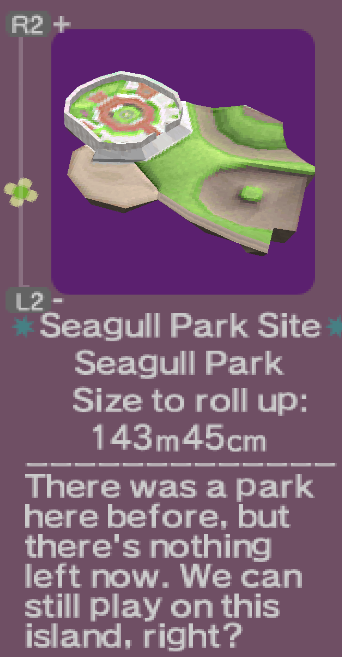 R2 +
L2 -
Seagull Park Site
Seagull Park
Size to roll up:
143m45cm
There was a park
here before, but
there's nothing
left now. We can
still play on this
island, right?